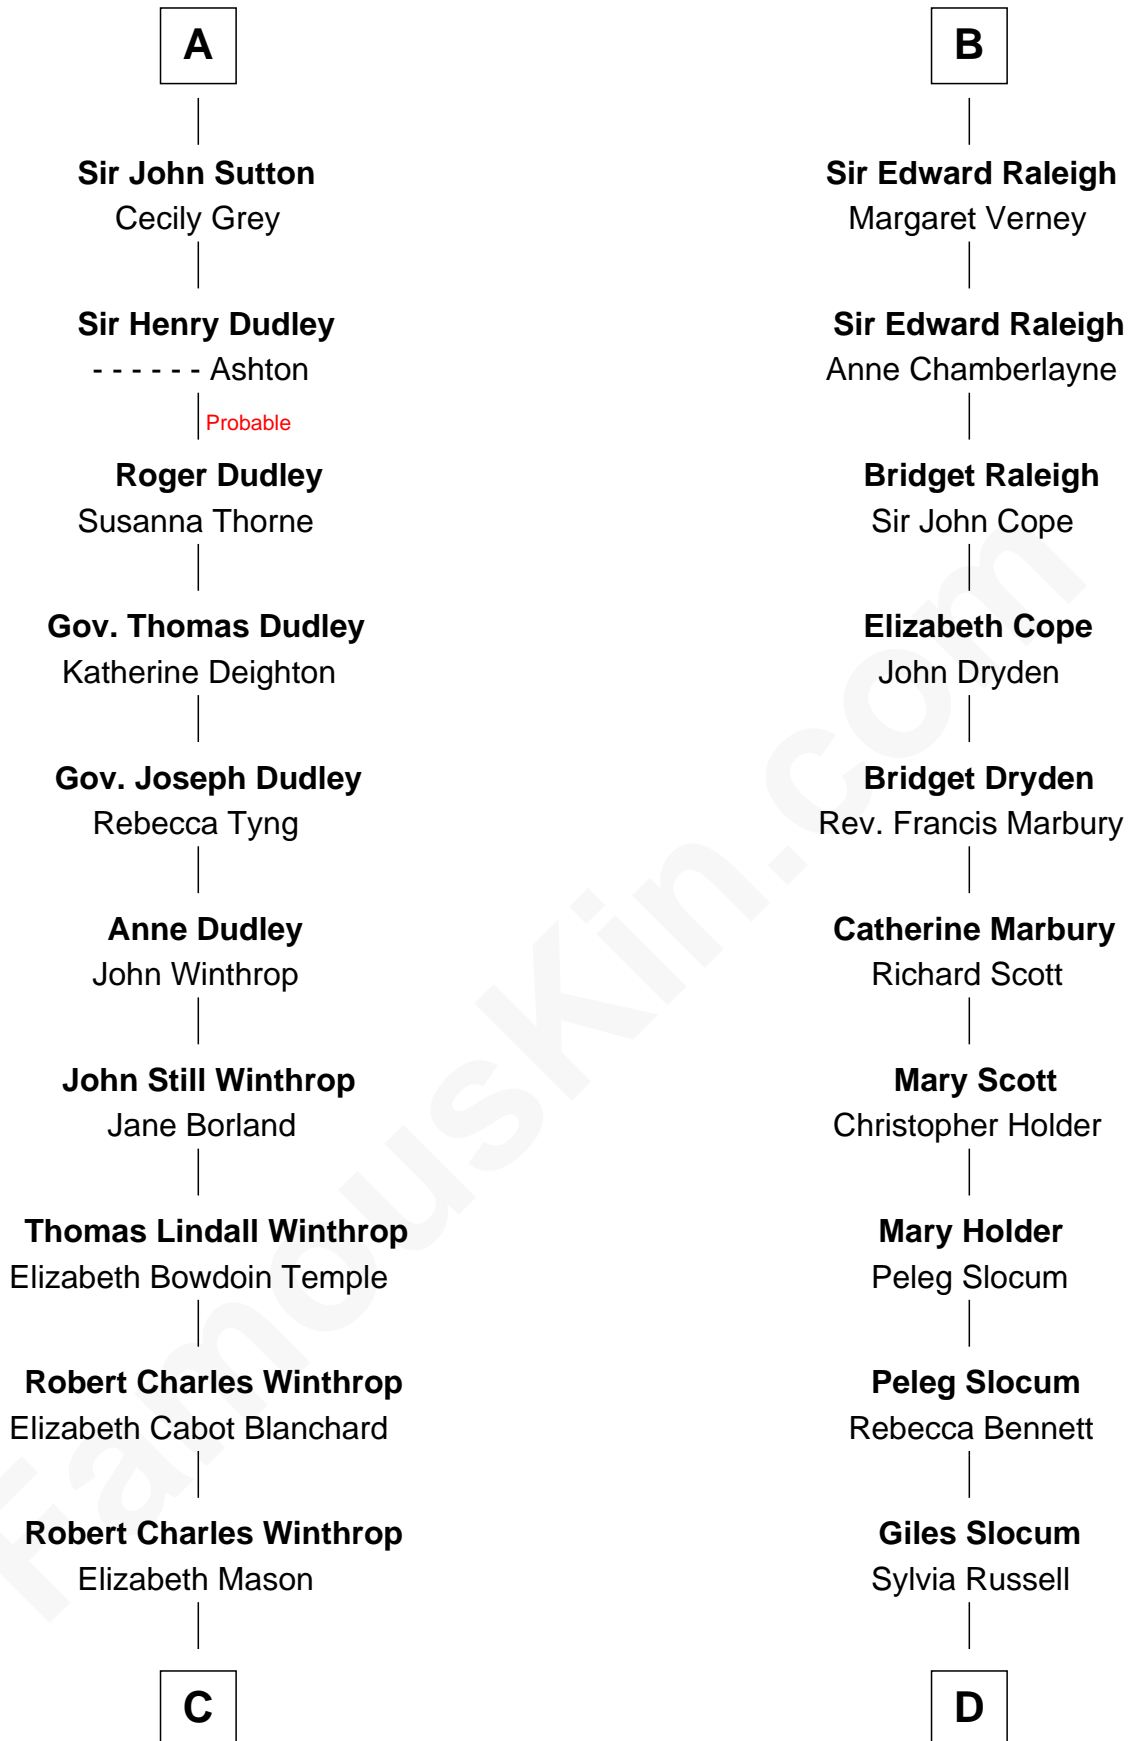 A
Sir John Sutton
Cecily Grey
Sir Henry Dudley
- - - - - - Ashton
Probable
Roger Dudley
Susanna Thorne
Gov. Thomas Dudley
Katherine Deighton
Gov. Joseph Dudley
Rebecca Tyng
Anne Dudley
John Winthrop
John Still Winthrop
Jane Borland
Thomas Lindall Winthrop
Elizabeth Bowdoin Temple
Robert Charles Winthrop
Elizabeth Cabot Blanchard
Robert Charles Winthrop
Elizabeth Mason
C
B
Sir Edward Raleigh
Margaret Verney
Sir Edward Raleigh
Anne Chamberlayne
Bridget Raleigh
Sir John Cope
Elizabeth Cope
John Dryden
Bridget Dryden
Rev. Francis Marbury
Catherine Marbury
Richard Scott
Mary Scott
Christopher Holder
Mary Holder
Peleg Slocum
Peleg Slocum
Rebecca Bennett
Giles Slocum
Sylvia Russell
D
FamousKin.com